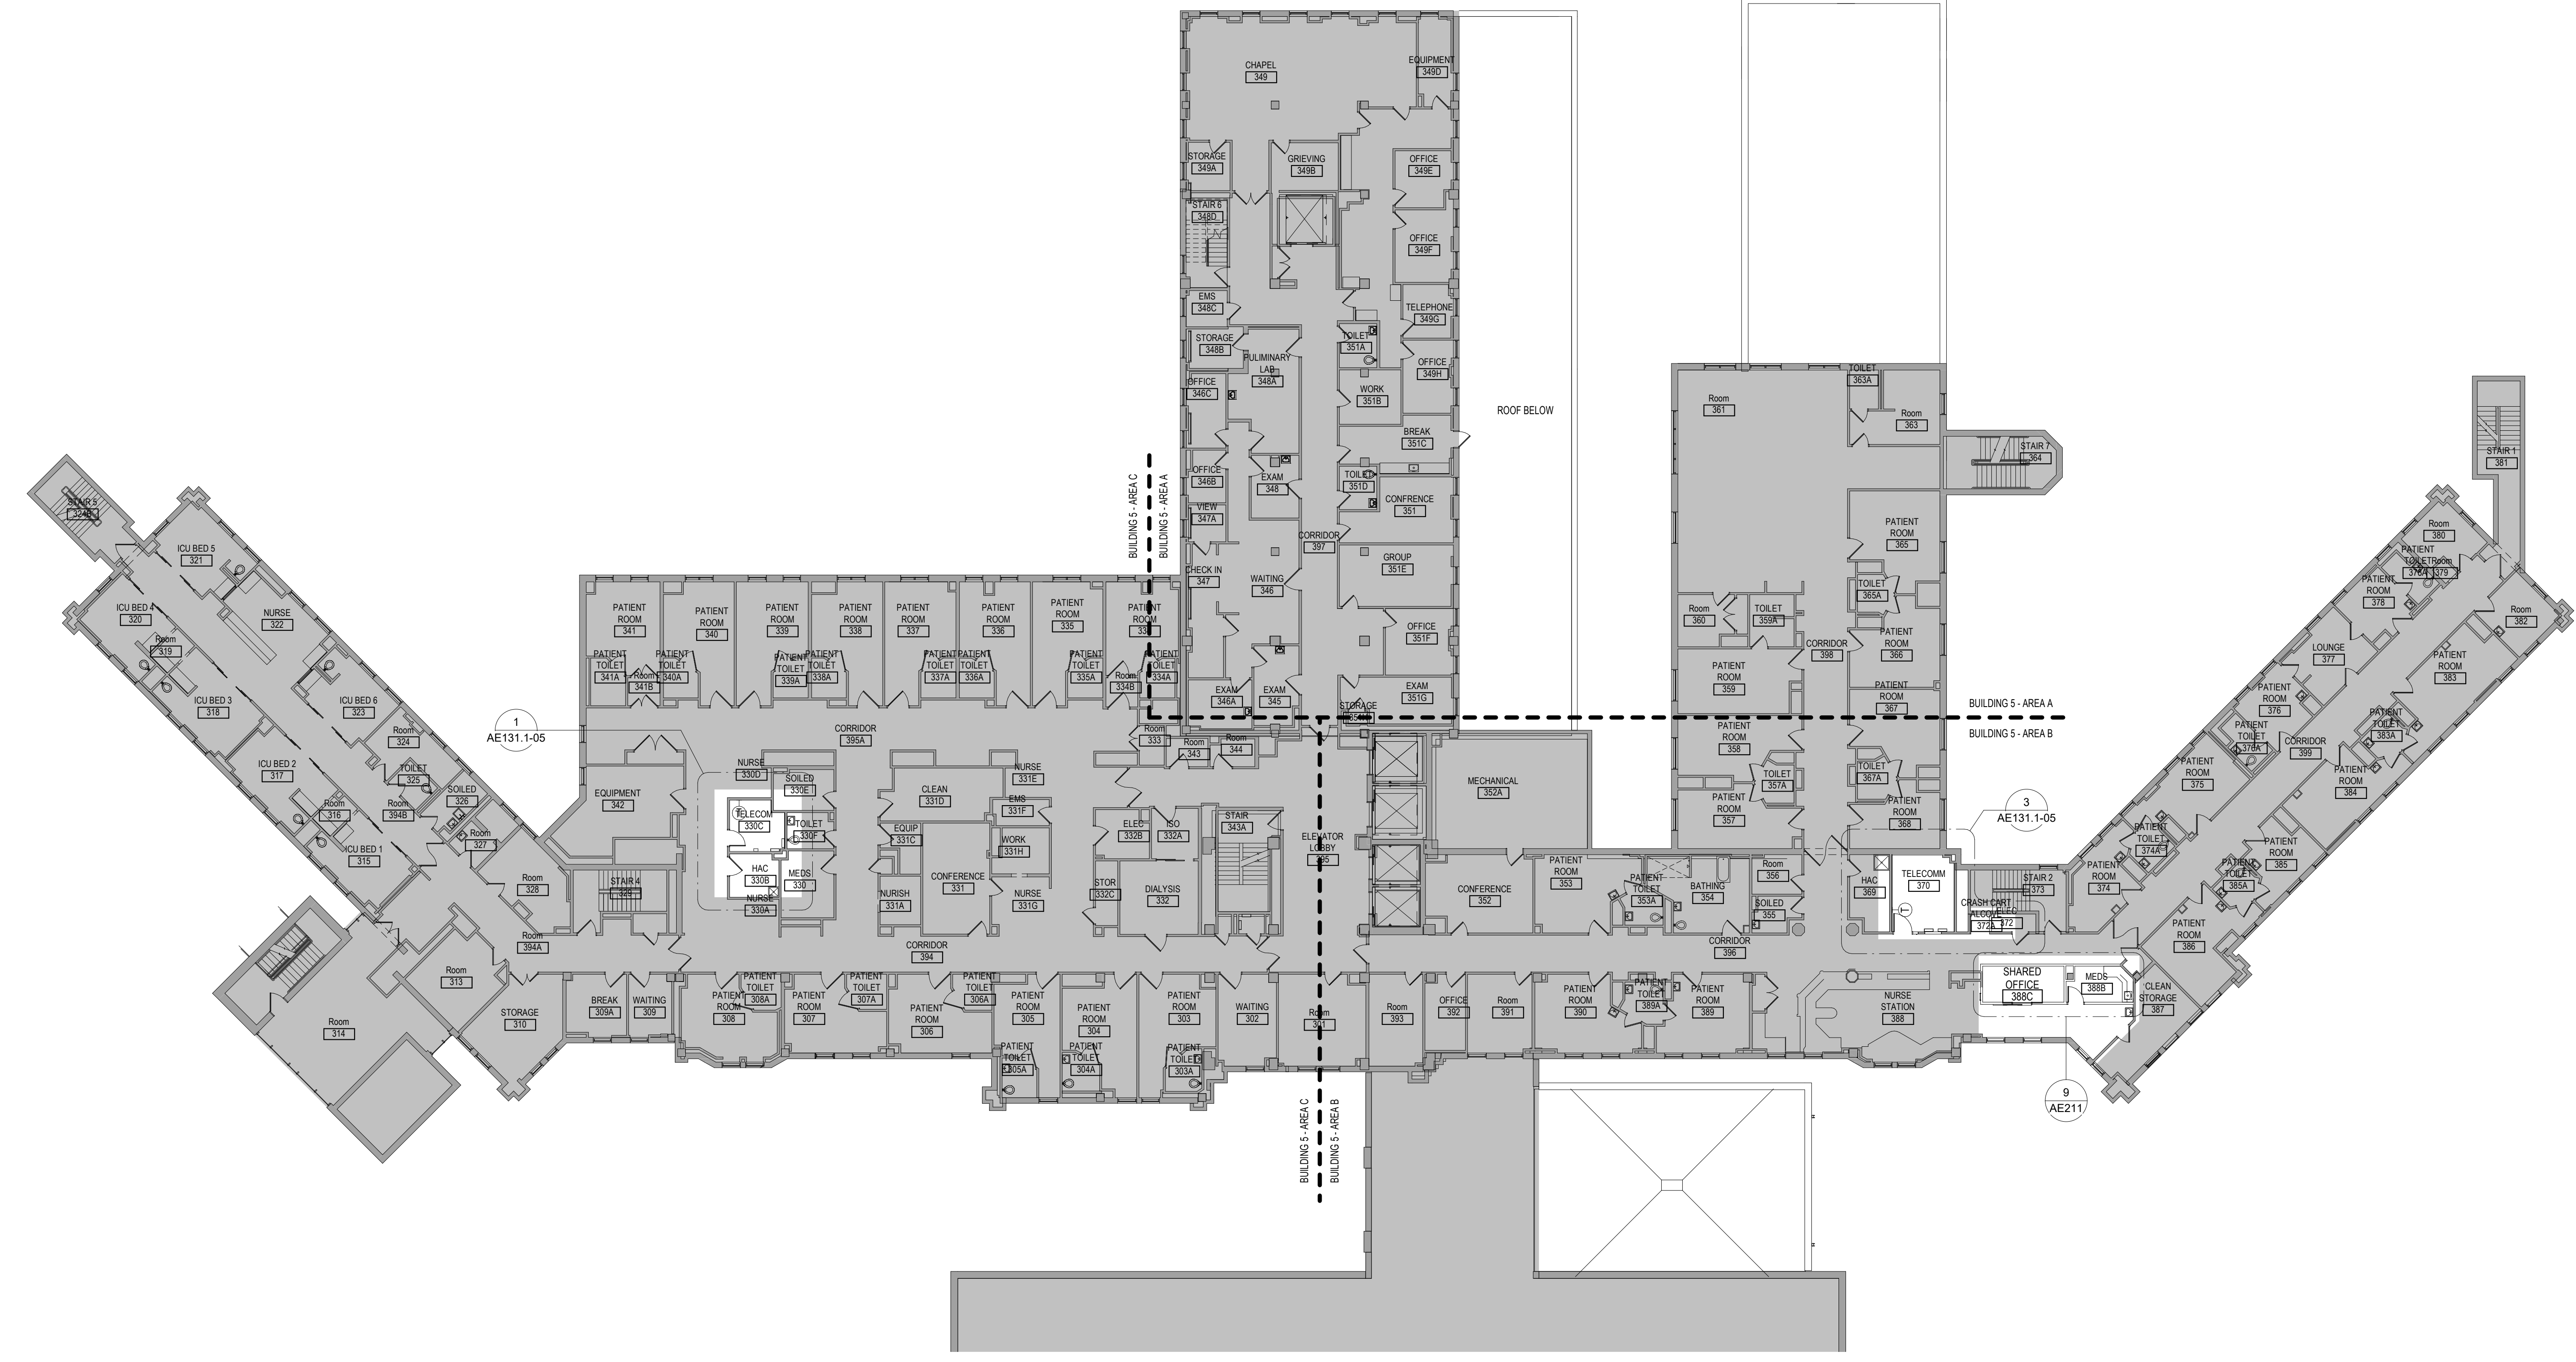 CHAPEL
349
EQUIPMENT
349D
STORAGE
349A
GRIEVING
349B
OFFICE
349E
STAIR 6
348D
OFFICE
349F
EMS
348C
TELEPHONE
349G
STORAGE
348B
TOILET
351A
PULIMINARY
LAB
348A
OFFICE
349H
OFFICE
346C
WORK
351B
BREAK
351C
ROOF BELOW
OFFICE
346B
EXAM
348
TOILET
351D
CONFRENCE
351
VIEW
347A
CORRIDOR
397
GROUP
351E
CHECK IN
347
WAITING
346
OFFICE
351F
EXAM
346A
EXAM
345
EXAM
351G
STORAGE
BUILDING 5 - AREA C
BUILDING 5 - AREA A
TOILET
363A
Room
361
Room
363
STAIR 7
364
STAIR 1
381
PATIENT
ROOM
365
TOILET
365A
Room
360
TOILET
359A
CORRIDOR
398
PATIENT
ROOM
366
PATIENT
ROOM
359
PATIENT
ROOM
367
BUILDING 5 - AREA A
BUILDING 5 - AREA B
PATIENT
ROOM
358
TOILET
357A
TOILET
367A
PATIENT
ROOM
357
PATIENT
ROOM
368
3
AE131.1-05
STAIR 5
ICU BED 5
321
ICU BED 4
320
Room
319
NURSE
322
ICU BED 3
318
ICU BED 6
323
Room
324
ICU BED 2
317
TOILET
325
SOILED
326
Room
316
Room
394B
Room
327
ICU BED 1
315
Room
328
STAIR 4
Room
394A
Room
313
Room
314
STORAGE
310
BREAK
309A
WAITING
309
1
AE131.1-05
PATIENT
ROOM
341
PATIENT
ROOM
340
PATIENT
ROOM
339
PATIENT
ROOM
338
PATIENT
ROOM
337
PATIENT
ROOM
336
PATIENT
ROOM
335
PATIENT
ROOM
PATIENT
TOILET
341A
Room
341B
PATIENT
TOILET
340A
PATIENT
TOILET
339A
PATIENT
TOILET
338A
PATIENT
TOILET
337A
PATIENT
TOILET
336A
PATIENT
TOILET
335A
Room
334B
PATIENT
TOILET
334A
CORRIDOR
395A
Room
333
Room
343
Room
344
EQUIPMENT
342
NURSE
330D
SOILED
330E
TELECOM
330C
TOILET
330F
HAC
330B
MEDS
330
NURSE
330A
CLEAN
331D
NURSE
331E
EMS
331F
EQUIP
331C
WORK
331H
CONFERENCE
331
NURISH
331A
NURSE
331G
ELEC
332B
ISO
332A
STOR
332C
DIALYSIS
332
STAIR
343A
ELEVATOR
LOBBY
CORRIDOR
394
PATIENT
ROOM
308
PATIENT
TOILET
308A
PATIENT
ROOM
307
PATIENT
TOILET
307A
PATIENT
ROOM
306
PATIENT
TOILET
306A
PATIENT
ROOM
305
PATIENT
TOILET
305A
PATIENT
ROOM
304
PATIENT
TOILET
304A
PATIENT
ROOM
303
PATIENT
TOILET
303A
WAITING
302
Room
301
Room
393
BUILDING 5 - AREA C
BUILDING 5 - AREA B
MECHANICAL
352A
CONFERENCE
352
PATIENT
ROOM
353
PATIENT
TOILET
353A
BATHING
354
Room
356
SOILED
355
CORRIDOR
396
OFFICE
392
Room
391
PATIENT
ROOM
390
PATIENT
TOILET
389A
PATIENT
ROOM
389
NURSE
STATION
388
HAC
369
TELECOMM
370
T
STAIR 2
373
CRASH CART
ALCOVE
372A
ELEC
372
SHARED
OFFICE
388C
MEDS
388B
CLEAN
STORAGE
387
9
AE211
Room
380
PATIENT
TOILET
378A
Room
379
PATIENT
ROOM
378
Room
382
LOUNGE
377
PATIENT
ROOM
383
PATIENT
ROOM
376
PATIENT
TOILET
376A
PATIENT
TOILET
383A
CORRIDOR
399
PATIENT
ROOM
375
PATIENT
ROOM
384
PATIENT
TOILET
374A
PATIENT
ROOM
385
PATIENT
ROOM
374
PATIENT
TOILET
385A
PATIENT
ROOM
386